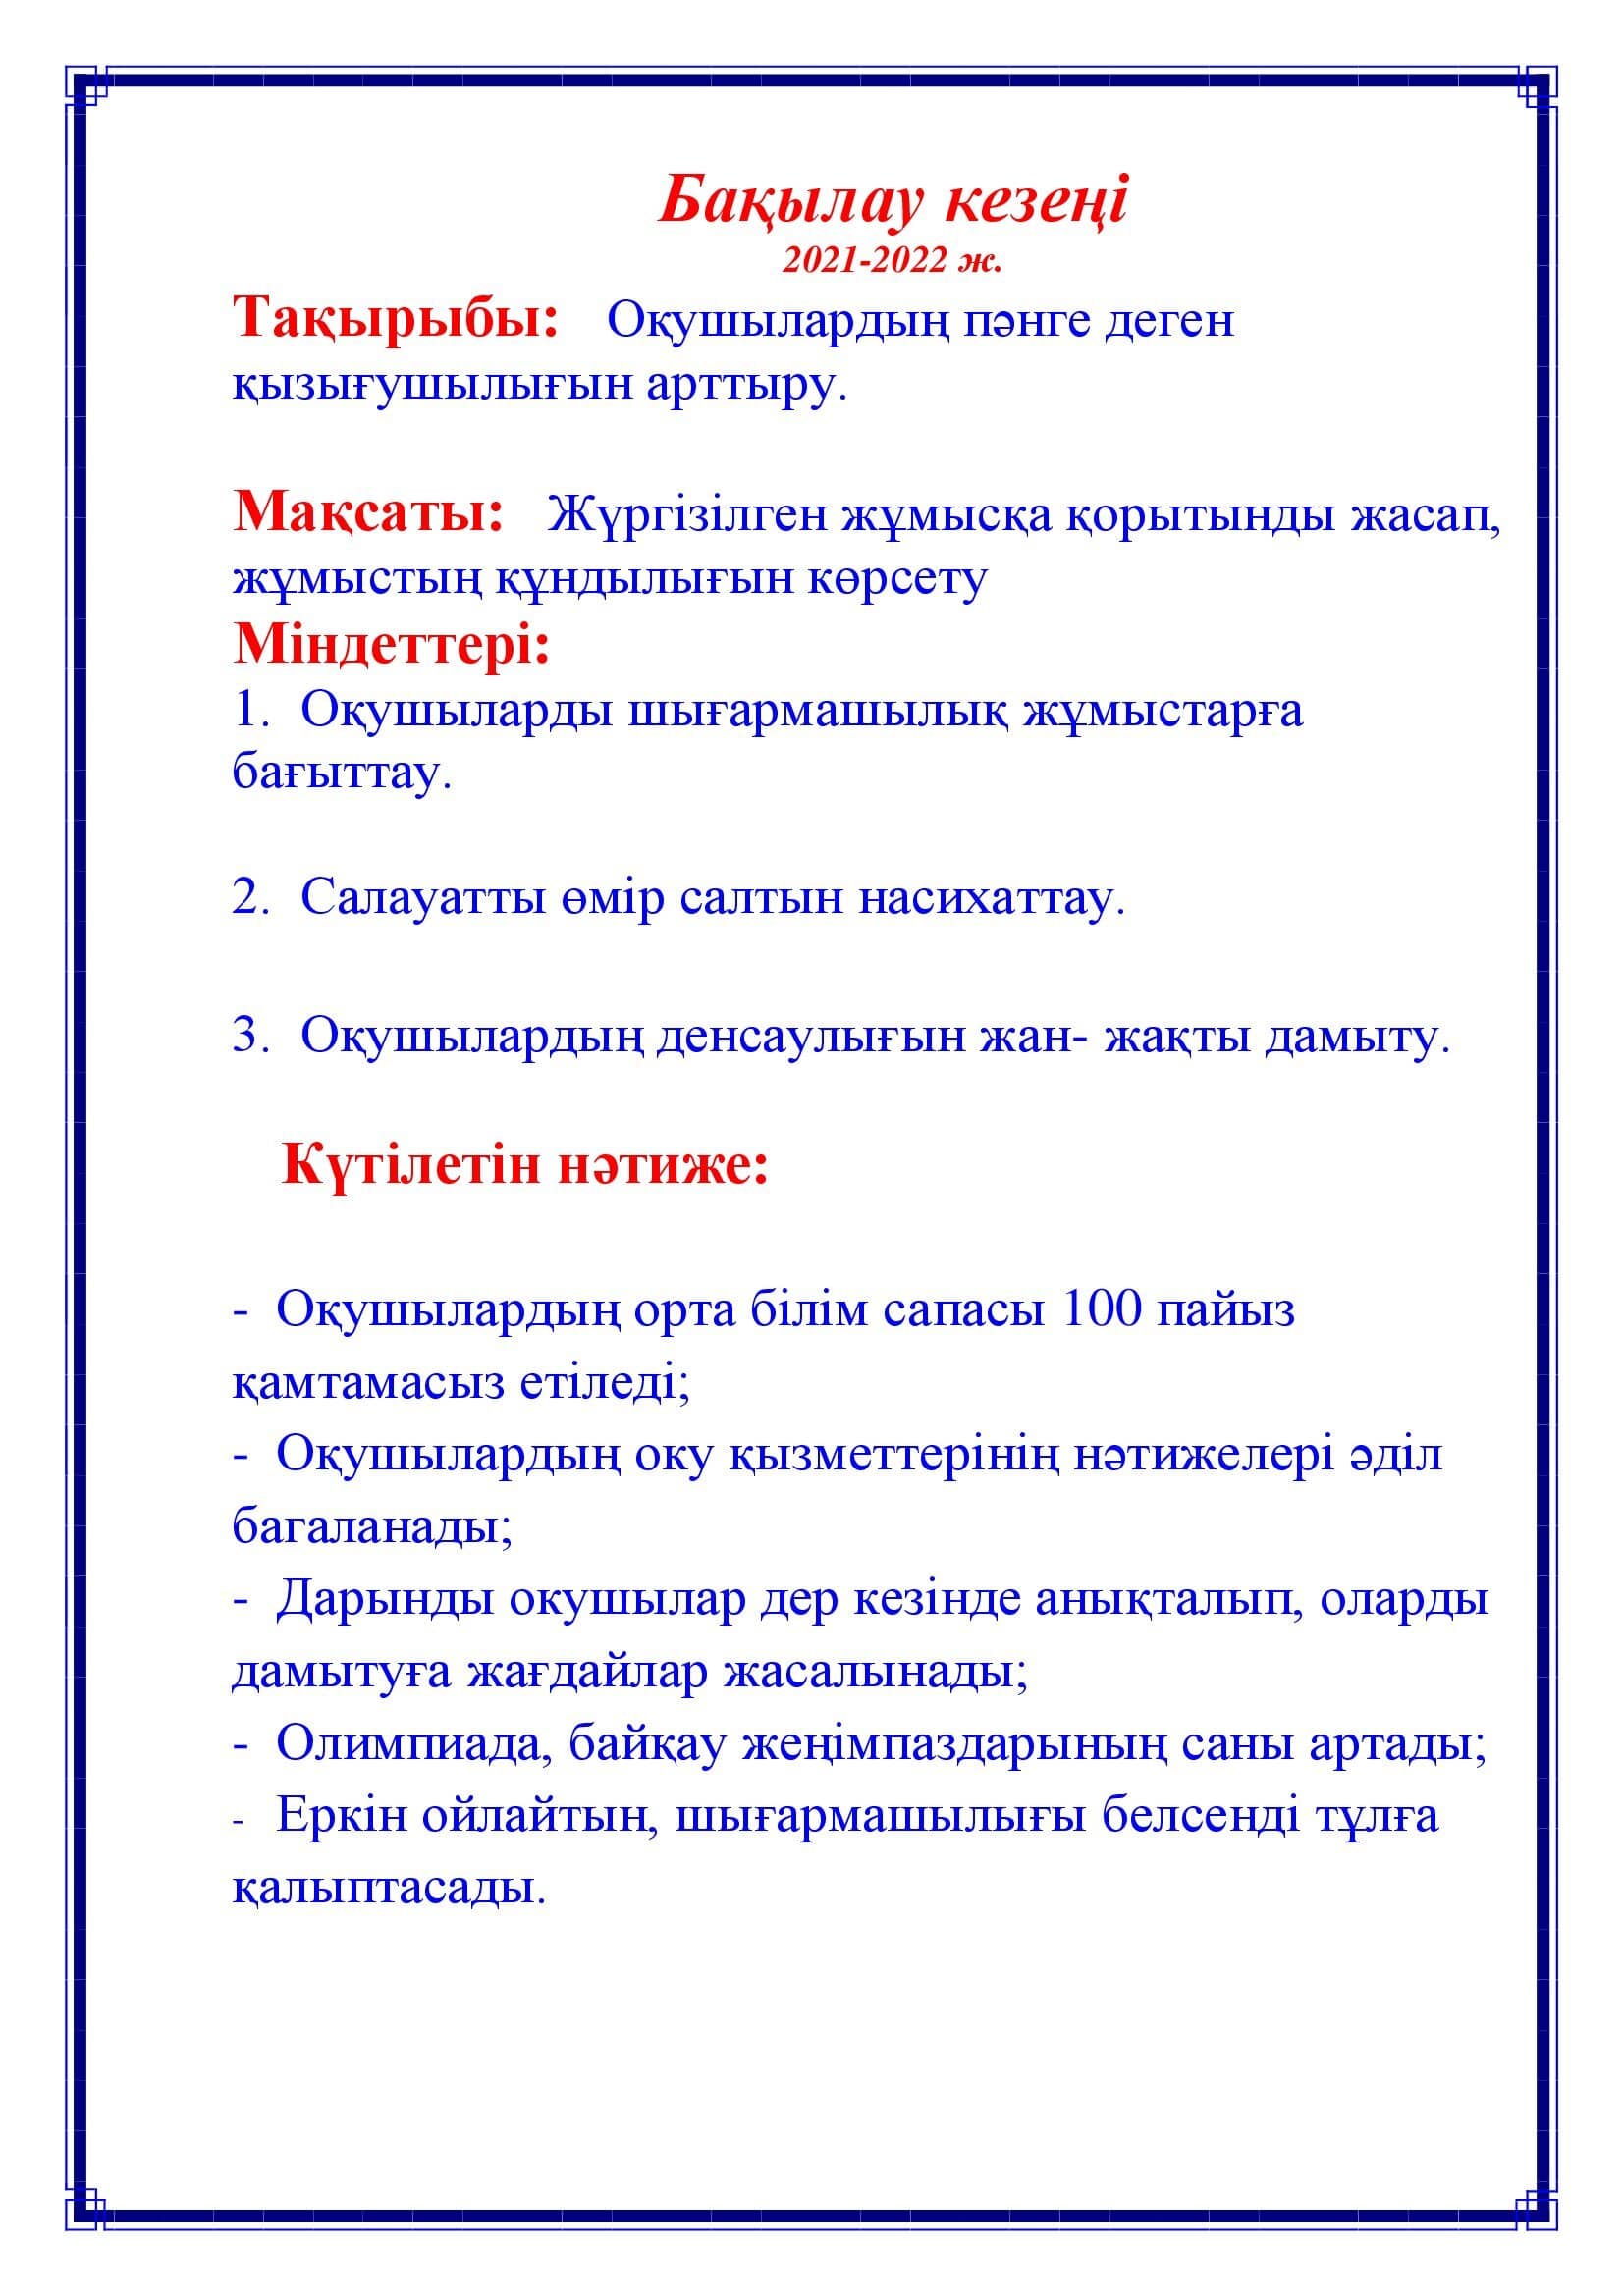 Бақылау кезеңі
2021-2022 ж.
Тақырыбы: Оқушылардың пәнге деген
қызығушылығын арттыру.
Мақсаты: Жүргізілген жұмысқа қорытынды жасап,
жұмыстың құндылығын көрсету
Міндеттері:
1. Оқушыларды шығармашылық жұмыстарға
бағыттау.
2. Салауатты өмір салтын насихаттау.
3. Оқушылардың денсаулығын жан- жақты дамыту.
Күтілетін нәтиже:
- Оқушылардың орта білім сапасы 100 пайыз
қамтамасыз етіледі;
- Оқушылардың оку қызметтерінің нәтижелері әділ
багаланады;
- Дарынды окушылар дер кезінде анықталып, оларды
дамытуға жағдайлар жасалынады;
- Олимпиада, байқау жеңімпаздарының саны артады;
- Еркін ойлайтын, шығармашылығы белсенді тұлға
қалыптасады.